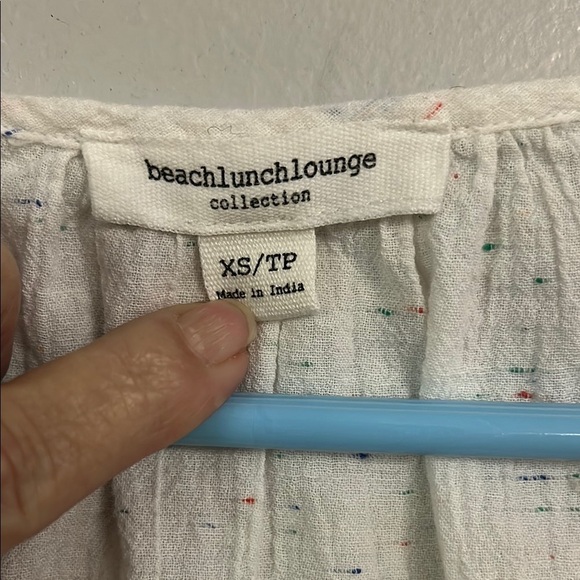 beachlunchlounge
collection
XS/TP
Made in India